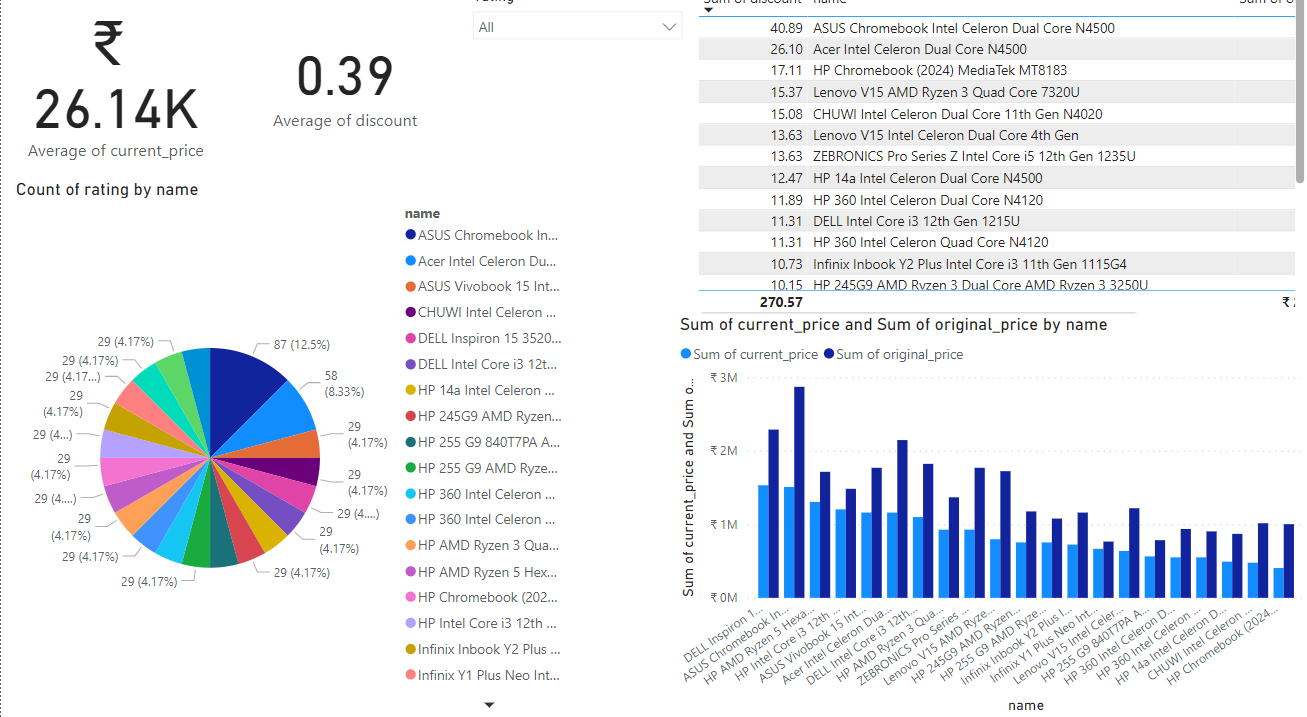 ₹
26.14K
Average of current_price
0.39
Average of discount
All
name
40.89 ASUS Chromebook Intel Celeron Dual Core N4500
26.10 Acer Intel Celeron Dual Core N4500
17.11 HP Chromebook (2024) MediaTek MT8183
15.37 Lenovo V15 AMD Ryzen 3 Quad Core 7320U
15.08 CHUWI Intel Celeron Dual Core 11th Gen N4020
13.63 Lenovo V15 Intel Celeron Dual Core 4th Gen
13.63 ZEBRONICS Pro Series Z Intel Core i5 12th Gen 1235U
12.47 HP 14a Intel Celeron Dual Core N4500
11.89 HP 360 Intel Celeron Dual Core N4120
11.31 DELL Intel Core i3 12th Gen 1215U
11.31 HP 360 Intel Celeron Quad Core N4120
10.73 Infinix Inbook Y2 Plus Intel Core i3 11th Gen 1115G4
10.15 HP 245G9 AMD Ryzen 3 Dual Core AMD Ryzen 3 3250U
270.57 ₹
Count of rating by name
87 (12.5%)
58
(8.33%)
29
(4.17%)
29
(4.17%)
29 (4....)
29
(4.17%)
29 (4.17%)
29 (4.17%)
29 (4.17%)
29
(4.17%)
29 (4....)
29
(4.17%)
29 (4...)
29
(4.17%)
29 (4.17...)
29 (4.17%)
29 (4.17%)
name
ASUS Chromebook In...
Acer Intel Celeron Du...
ASUS Vivobook 15 Int...
CHUWI Intel Celeron ...
DELL Inspiron 15 3520...
DELL Intel Core i3 12t...
HP 14a Intel Celeron ...
HP 245G9 AMD Ryzen...
HP 255 G9 840T7PA A...
HP 255 G9 AMD Ryze...
HP 360 Intel Celeron ...
HP 360 Intel Celeron ...
HP AMD Ryzen 3 Qua...
HP AMD Ryzen 5 Hex...
HP Chromebook (202...
HP Intel Core i3 12th ...
Infinix Inbook Y2 Plus ...
Infinix Y1 Plus Neo Int...
Sum of current_price and Sum of original_price by name
Sum of current_price Sum of original_price
Sum of current_price and Sum o...
₹3M
₹2M
₹1M
₹0M
DELL Inspiron 1...
ASUS Chromebook In...
HP AMD Ryzen 5 Hexa...
HP Intel Core i3 12th ...
ASUS Vivobook 15 Int...
Acer Intel Celeron Dua...
DELL Intel Core i3 12th...
HP AMD Ryzen 3 Qua...
ZEBRONICS Pro Series ...
Lenovo V15 AMD Ryze...
HP 245G9 AMD Ryzen...
HP 255 G9 AMD Ryze...
Infinix Inbook Y2 Plus I...
Infinix Y1 Plus Neo Int...
Lenovo V15 Intel Celer...
HP 255 G9 840T7PA A...
HP 360 Intel Celeron D...
HP 360 Intel Celeron ...
HP 14a Intel Celeron D...
CHUWI Intel Celeron ...
HP Chromebook (2024...
name